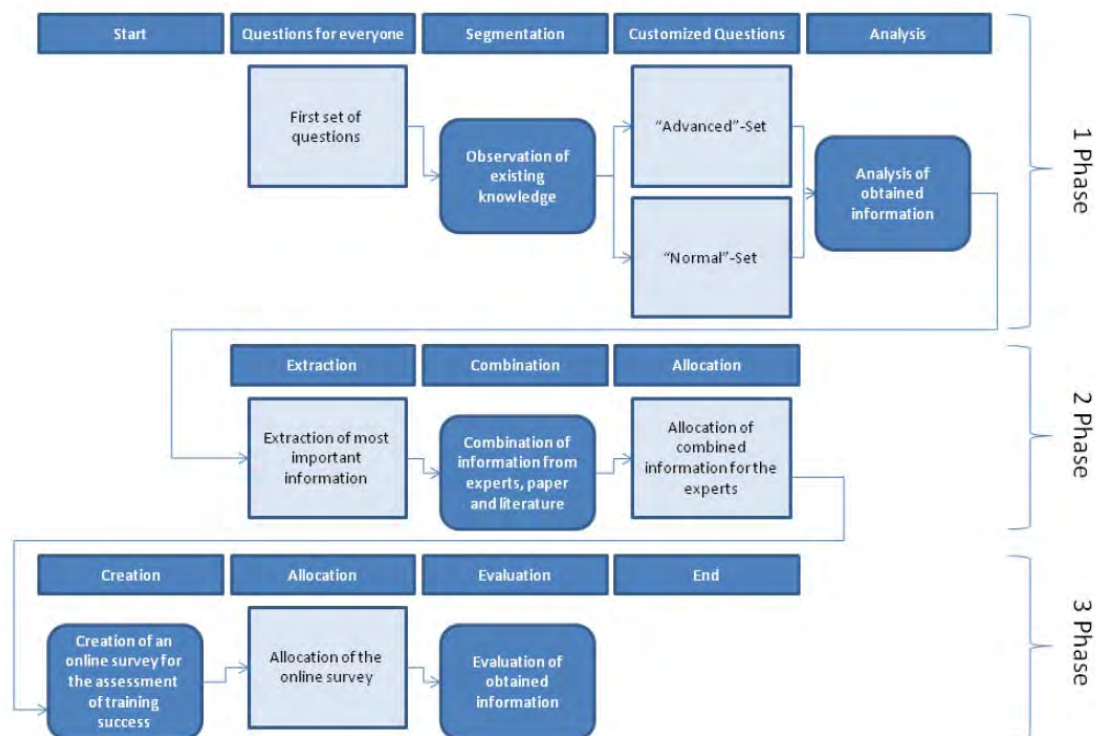 Start
Questions for everyone
Segmentation
Customized Questions
Analysis
First set of
questions
Observation of
existing
knowledge
“Advanced”-Set
“Normal”-Set
Analysis of
obtained
information
1 Phase
Extraction
Combination
Allocation
Extraction of most
important
information
Combination of
information from
experts, paper
and literature
Allocation of
combined
information for the
experts
2 Phase
Creation
Allocation
Evaluation
End
Creation of an
online survey for
the assessment
of training
success
Allocation of the
online survey
Evaluation of
obtained
information
3 Phase